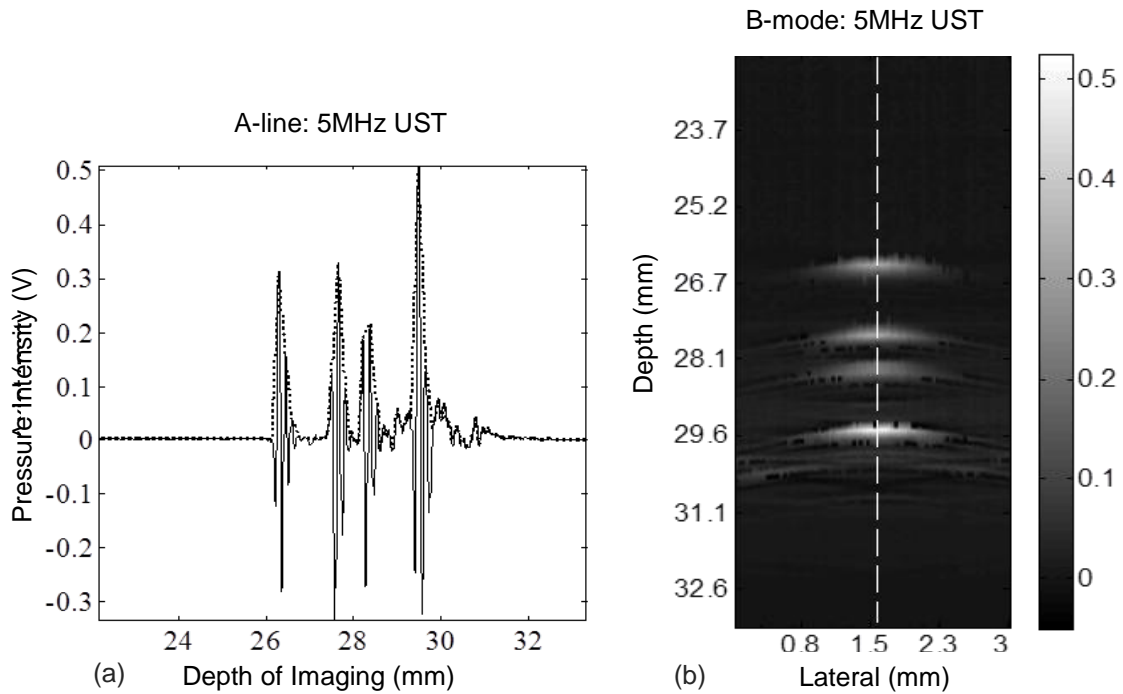 A-line: 5MHz UST
Pressure Intensity (V)
0.5
0.4
0.3
0.2
0.1
0
-0.1
-0.2
-0.3
24 26 28 30 32
(a) Depth of Imaging (mm)
B-mode: 5MHz UST
Depth (mm)
23.7
25.2
26.7
28.1
29.6
31.1
32.6
0.8 1.5 2.3 3
(b) Lateral (mm)
0.5
0.4
0.3
0.2
0.1
0